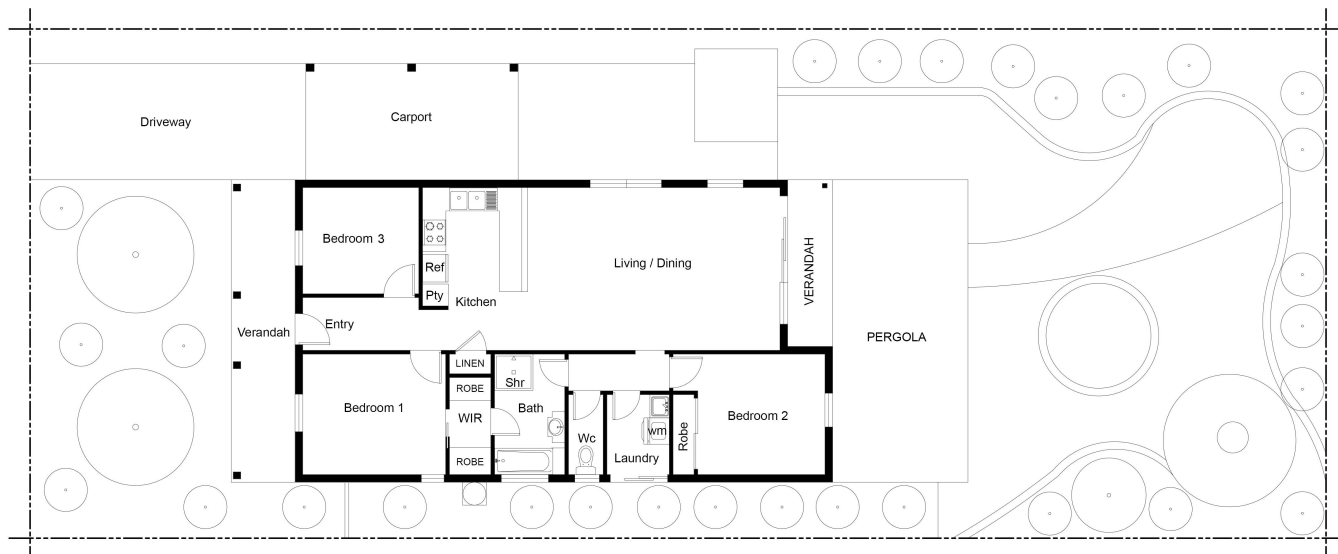 Driveway
Carport
Bedroom 3
Ref
Pty
Kitchen
Living / Dining
VERANDAH
PERGOLA
Verandah
Entry
LINEN
ROBE
WIR
ROBE
Bedroom 1
Shr
Bath
Wc
wm
Laundry
Robe
Bedroom 2